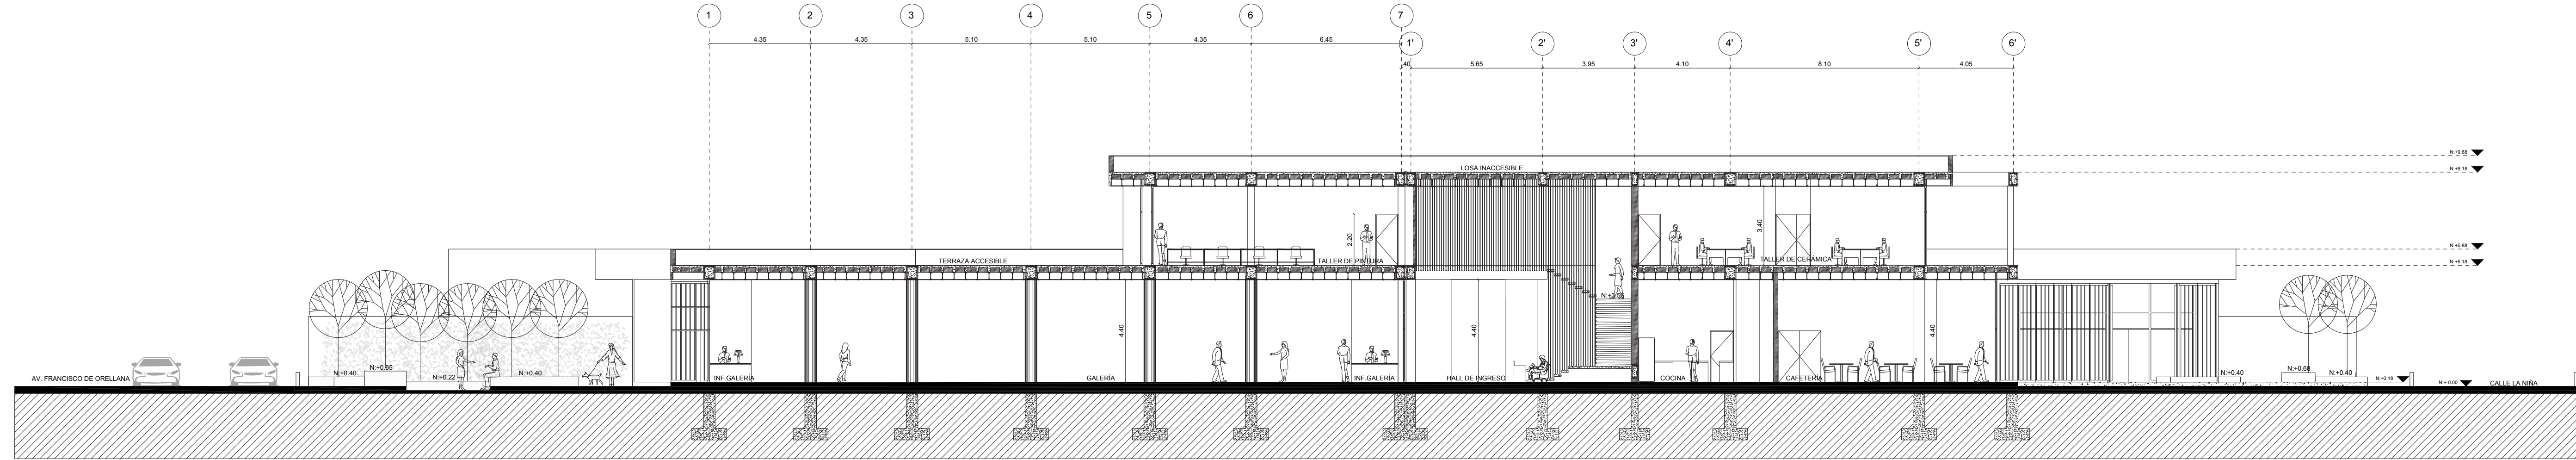 1 2 3 4 5 6 7
4.35 4.35 5.10 5.10 4.35 6.45
1' 2' 3' 4' 5' 6'
.40 5.65 3.95 4.10 8.10 4.05
N:+9.88
LOSA INACCESIBLE
N:+9.18
3.40
2.20
N:+5.88
TERRAZA ACCESIBLE
TALLER DE PINTURA
TALLER DE CERÁMICA
N:+5.18
4.40
4.40
4.40
N:+0.65
N:+0.40
N:+0.22
N:+0.40
N:+0.40
N:+0.68
N:+0.40
AV. FRANCISCO DE ORELLANA
INF.GALERÍA
GALERÍA
INF.GALERÍA
HALL DE INGRESO
COCINA
CAFETERÍA
N:+0.18
N:+-0.00
CALLE LA NIÑA